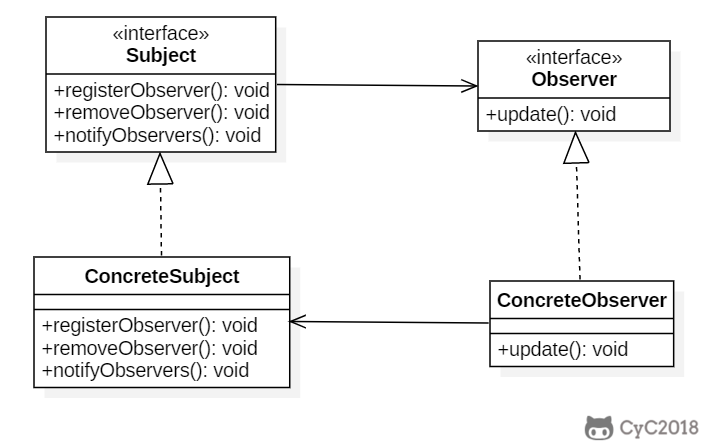 «interface»
Subject
+registerObserver(): void
+removeObserver(): void
+notifyObservers(): void
«interface»
Observer
+update(): void
ConcreteSubject
+registerObserver(): void
+removeObserver(): void
+notifyObservers(): void
ConcreteObserver
+update(): void
CyC2018